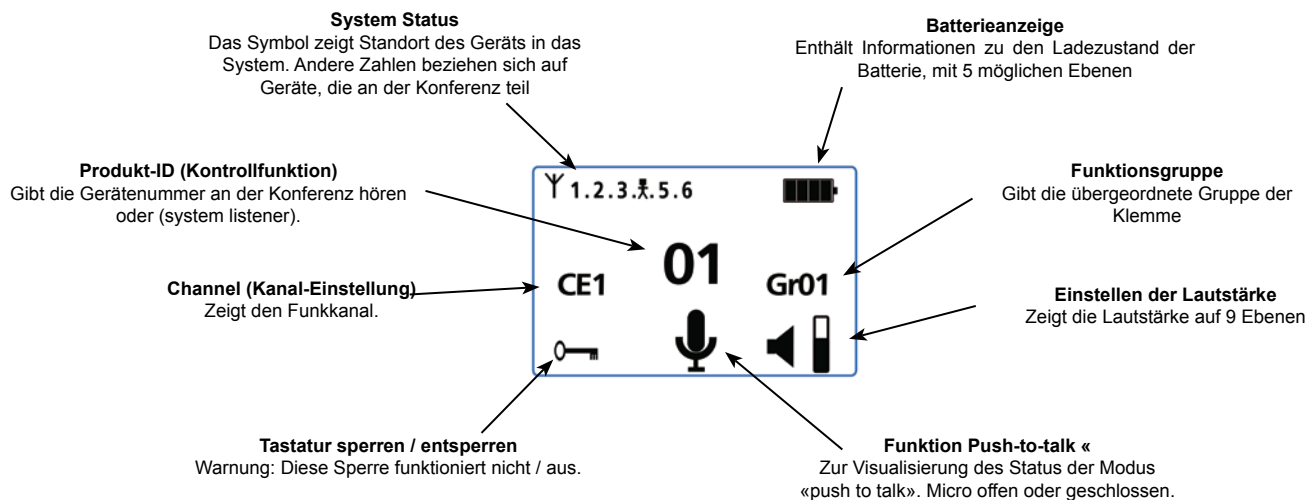 System Status
Das Symbol zeigt Standort des Geräts in das
System. Andere Zahlen beziehen sich auf
Geräte, die an der Konferenz teil
Batterieanzeige
Enthält Informationen zu den Ladezustand der
Batterie, mit 5 möglichen Ebenen
Produkt-ID (Kontrollfunktion)
Gibt die Gerätenummer an der Konferenz hören
oder (system listener).
Funktionsgruppe
Gibt die übergeordnete Gruppe der
Klemme
1.2.3. .5.6
01
CE1
Gr01
Channel (Kanal-Einstellung)
Zeigt den Funkkanal.
Einstellen der Lautstärke
Zeigt die Lautstärke auf 9 Ebenen
Tastatur sperren / entsperren
Warnung: Diese Sperre funktioniert nicht / aus.
Funktion Push-to-talk «
Zur Visualisierung des Status der Modus
«push to talk». Micro offen oder geschlossen.